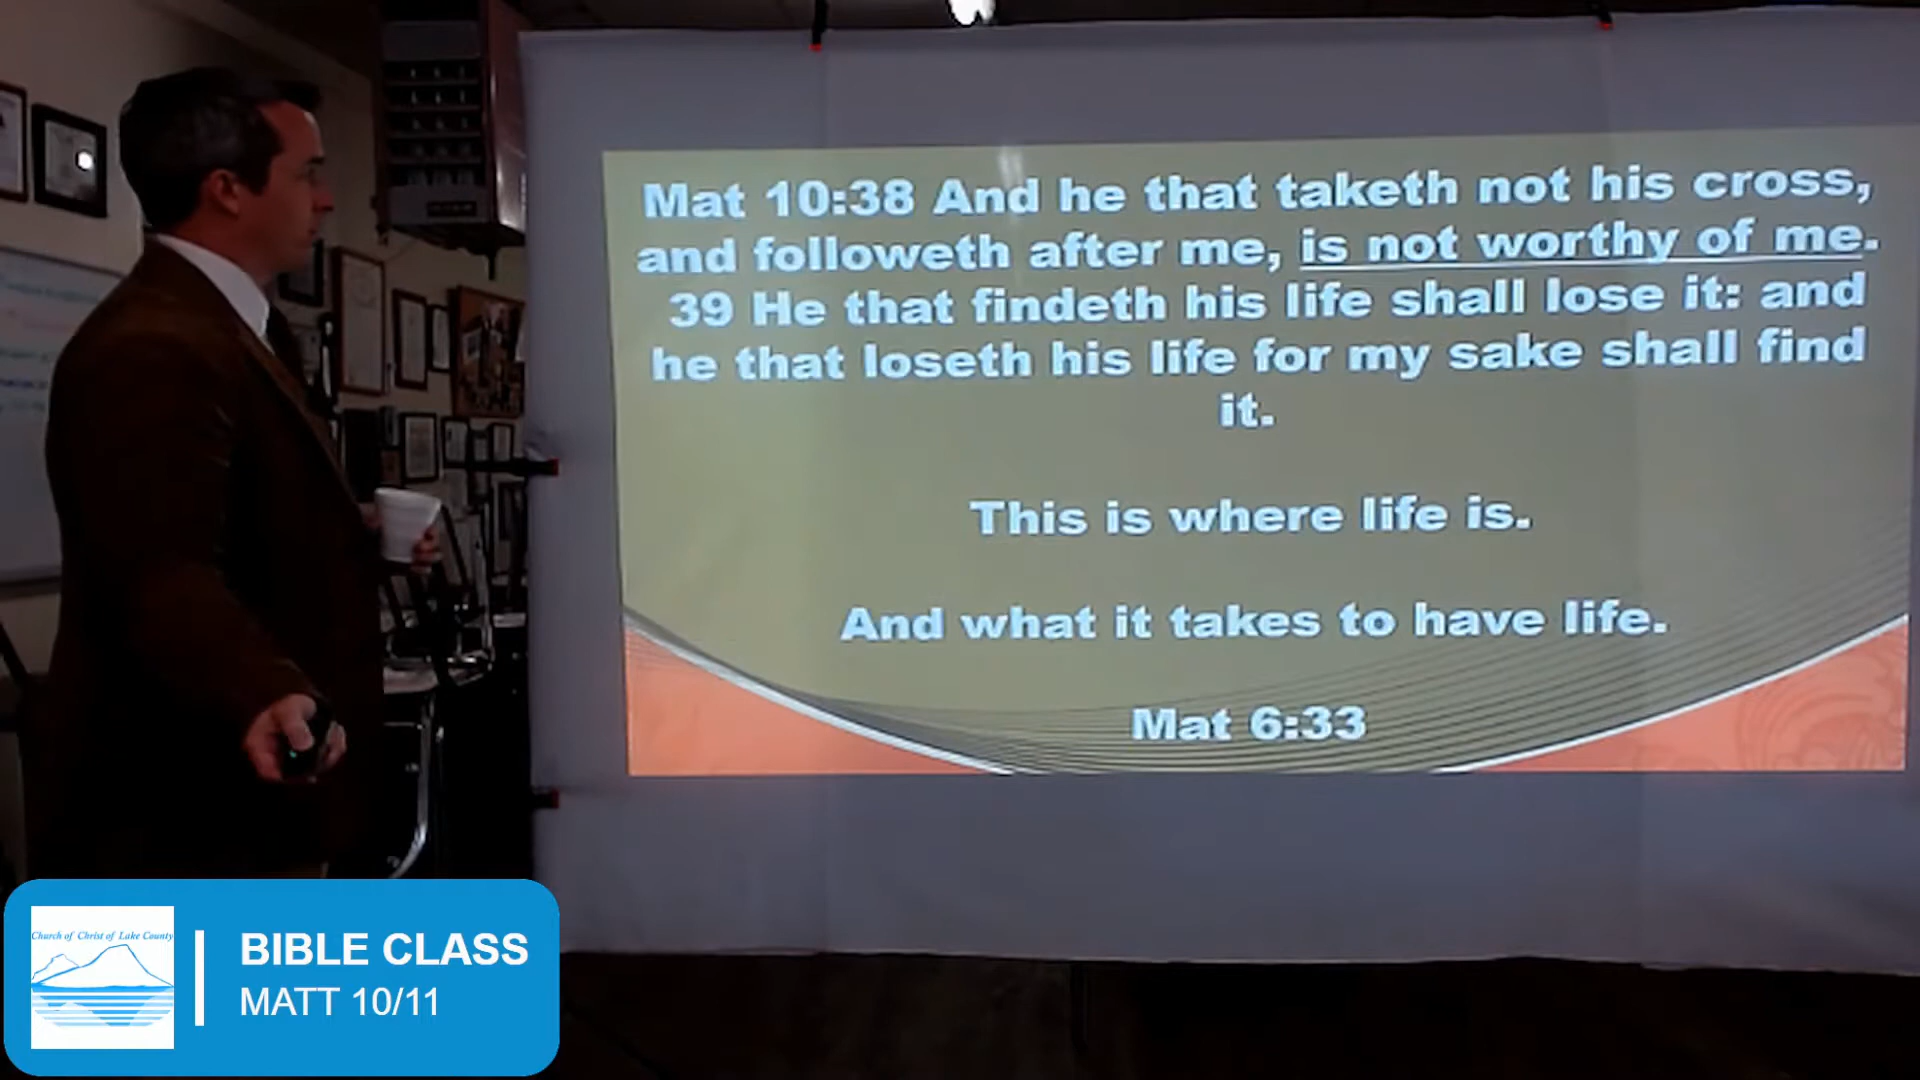 Mat 10:38 And he that taketh not his cross,
and followeth after me, is not worthy of me.
39 He that findeth his life shall lose it: and
he that loseth his life for my sake shall find
it.
This is where life is.
And what it takes to have life.
Mat 6:33
Church of Christ of Lake County
BIBLE CLASS
MATT 10/11